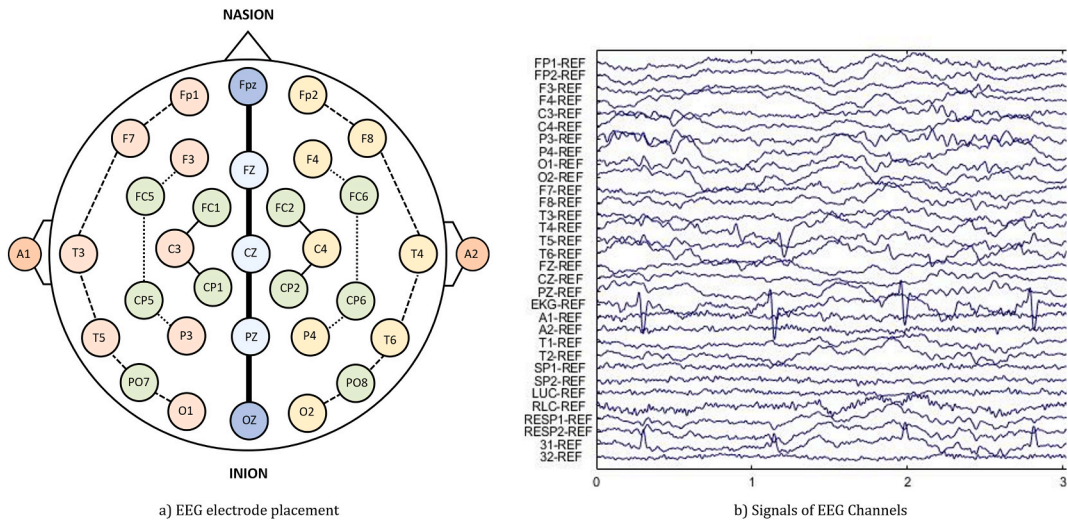 NASION
Fpz
Fp1
Fp2
F7
F8
F3
FZ
F4
FC5
FC1
FC2
FC6
A1
T3
C3
CZ
C4
T4
A2
CP5
CP1
CP2
CP6
T5
P3
PZ
P4
T6
PO7
PO8
O1
OZ
O2
INION
a) EEG electrode placement
FP1-REF
FP2-REF
F3-REF
F4-REF
C3-REF
C4-REF
P3-REF
P4-REF
O1-REF
O2-REF
F7-REF
F8-REF
T3-REF
T4-REF
T5-REF
T6-REF
FZ-REF
CZ-REF
PZ-REF
EKG-REF
A1-REF
A2-REF
T1-REF
T2-REF
SP1-REF
SP2-REF
LUC-REF
RLC-REF
RESP1-REF
RESP2-REF
31-REF
32-REF
0 1 2 3
b) Signals of EEG Channels